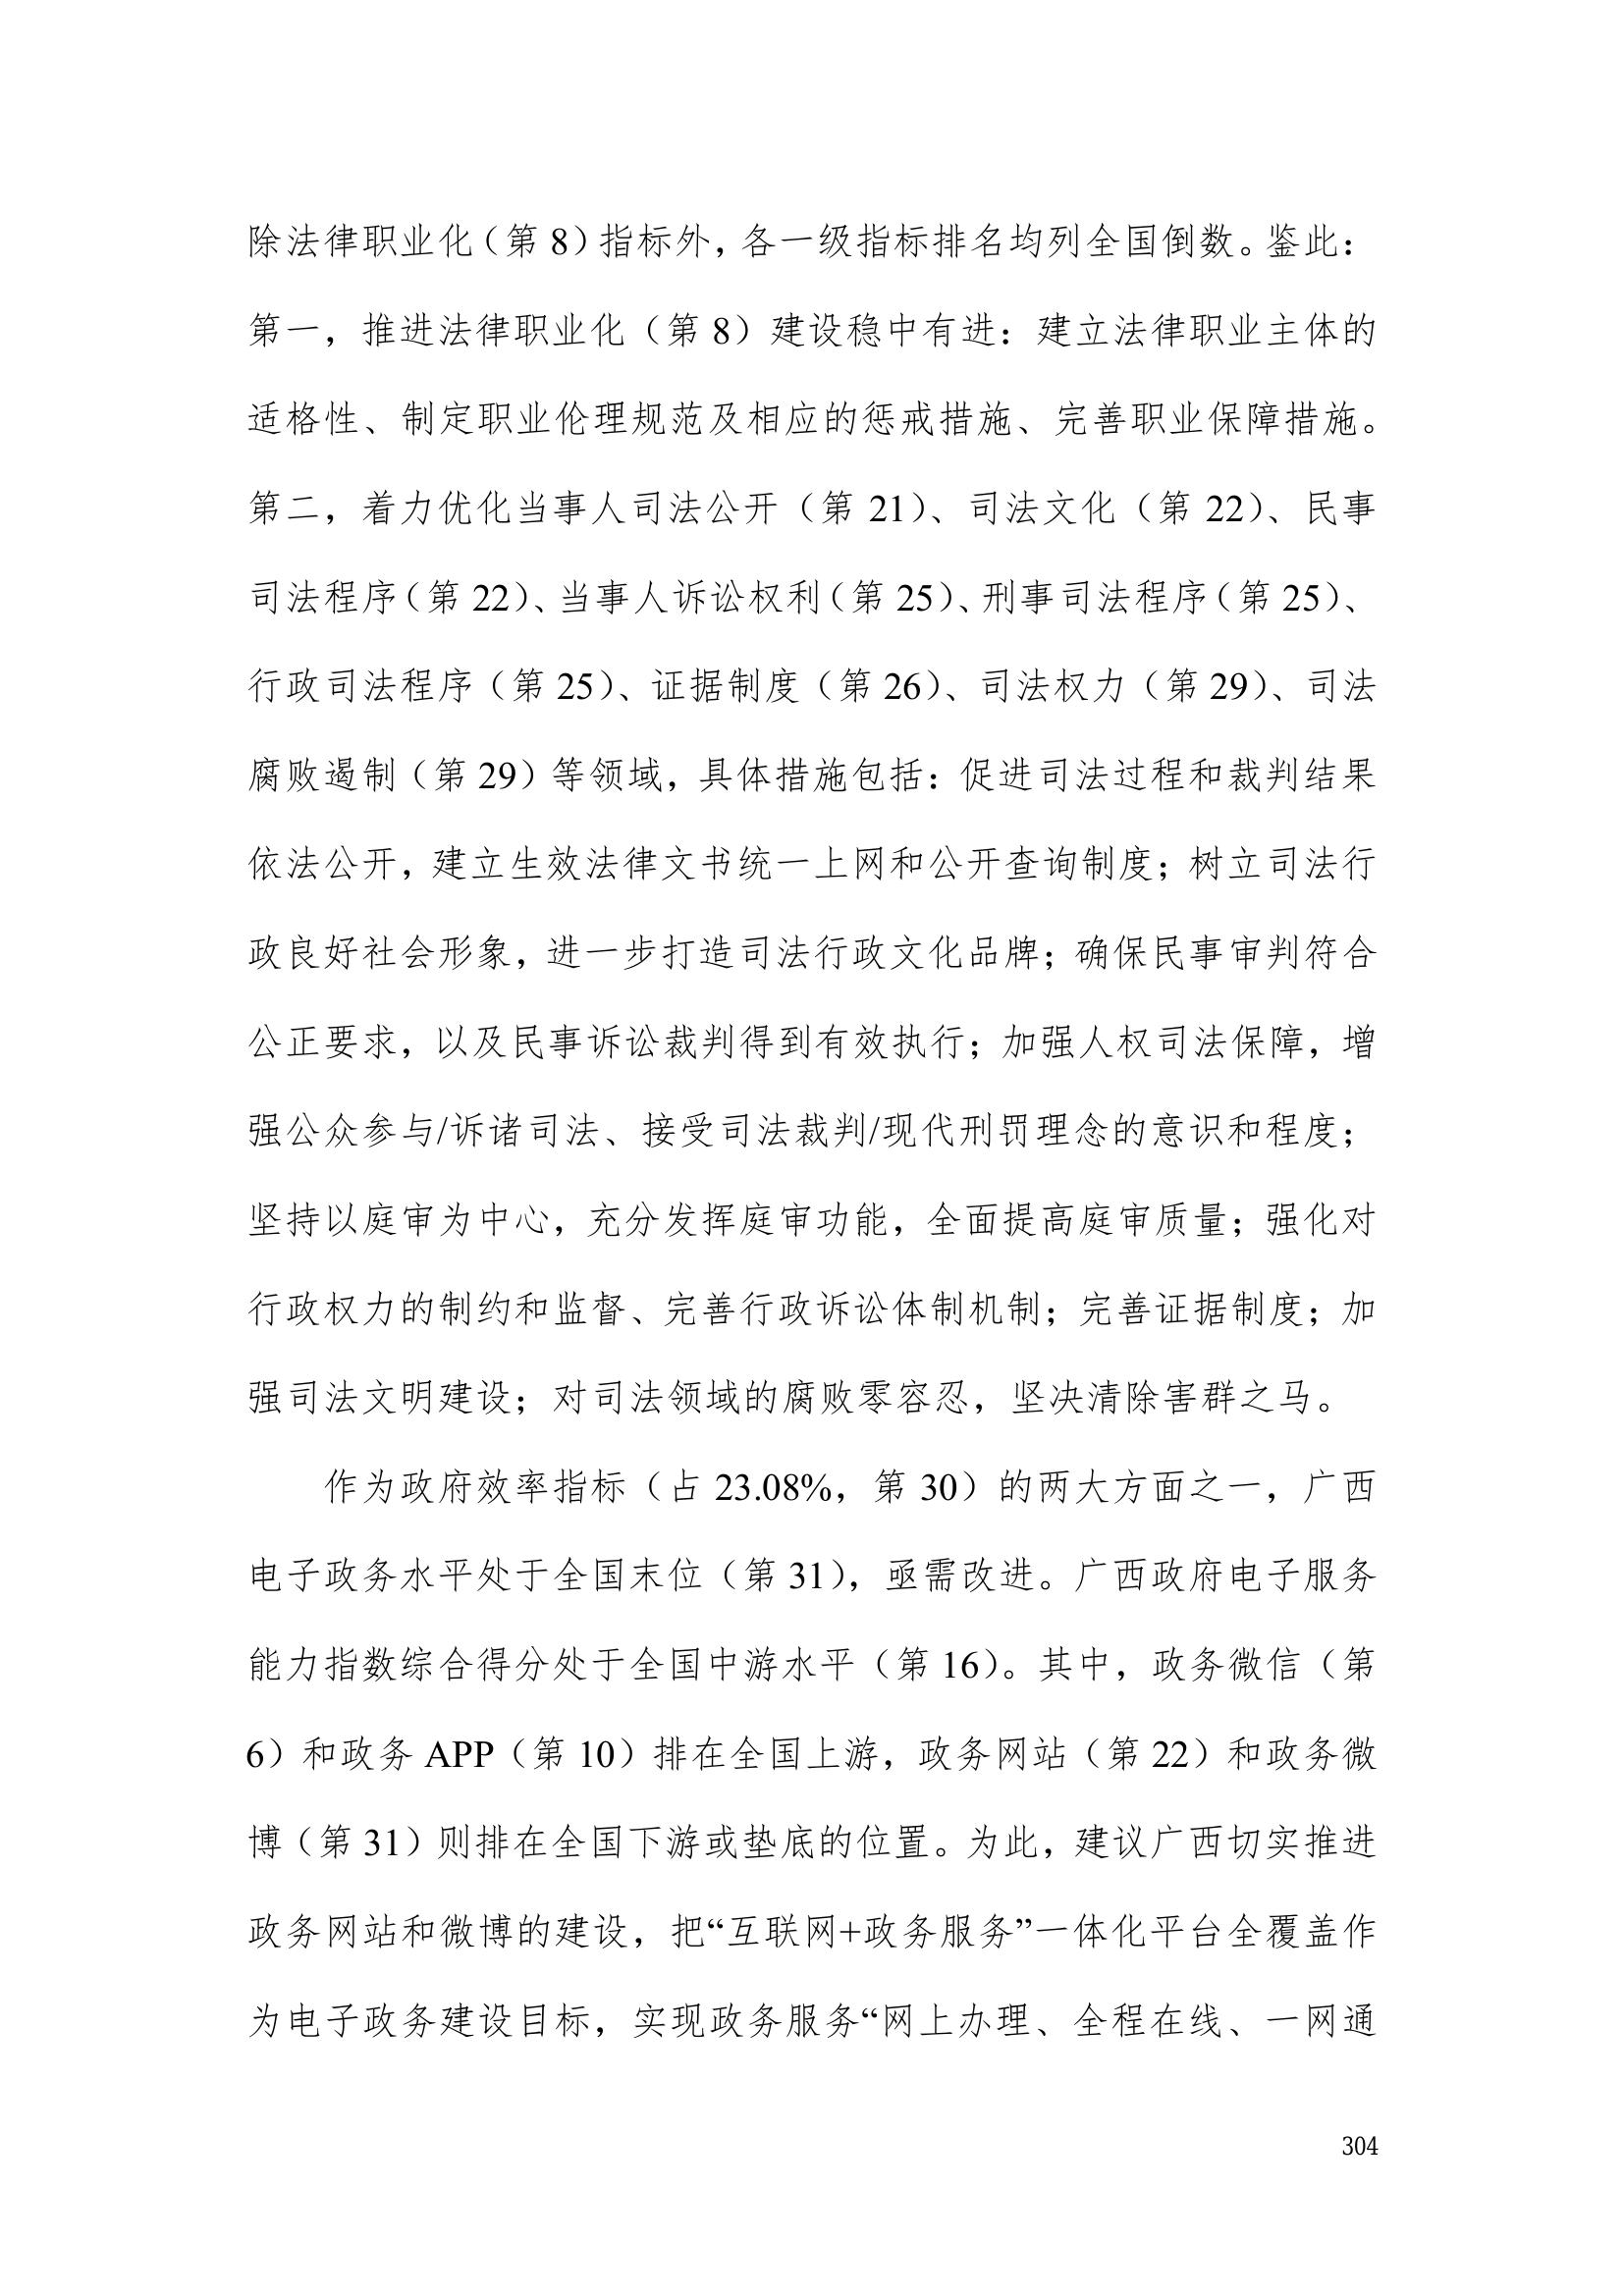 除法律职业化（第 8）指标外，各一级指标排名均列全国倒数。鉴此：
第一，推进法律职业化（第 8）建设稳中有进：建立法律职业主体的
适格性、制定职业伦理规范及相应的惩戒措施、完善职业保障措施。
第二，着力优化当事人司法公开（第 21）、司法文化（第 22）、民事
司法程序（第 22）、当事人诉讼权利（第 25）、刑事司法程序（第 25）、
行政司法程序（第 25）、证据制度（第 26）、司法权力（第 29）、司法
腐败遏制（第 29）等领域，具体措施包括：促进司法过程和裁判结果
依法公开，建立生效法律文书统一上网和公开查询制度；树立司法行
政良好社会形象，进一步打造司法行政文化品牌；确保民事审判符合
公正要求，以及民事诉讼裁判得到有效执行；加强人权司法保障，增
强公众参与/诉诸司法、接受司法裁判/现代刑罚理念的意识和程度；
坚持以庭审为中心，充分发挥庭审功能，全面提高庭审质量；强化对
行政权力的制约和监督、完善行政诉讼体制机制；完善证据制度；加
强司法文明建设；对司法领域的腐败零容忍，坚决清除害群之马。
作为政府效率指标（占 23.08%，第 30）的两大方面之一，广西
电子政务水平处于全国末位（第 31），亟需改进。广西政府电子服务
能力指数综合得分处于全国中游水平（第 16）。其中，政务微信（第
6）和政务 APP（第 10）排在全国上游，政务网站（第 22）和政务微
博（第 31）则排在全国下游或垫底的位置。为此，建议广西切实推进
政务网站和微博的建设，把“互联网+政务服务”一体化平台全覆盖作
为电子政务建设目标，实现政务服务“网上办理、全程在线、一网通
304